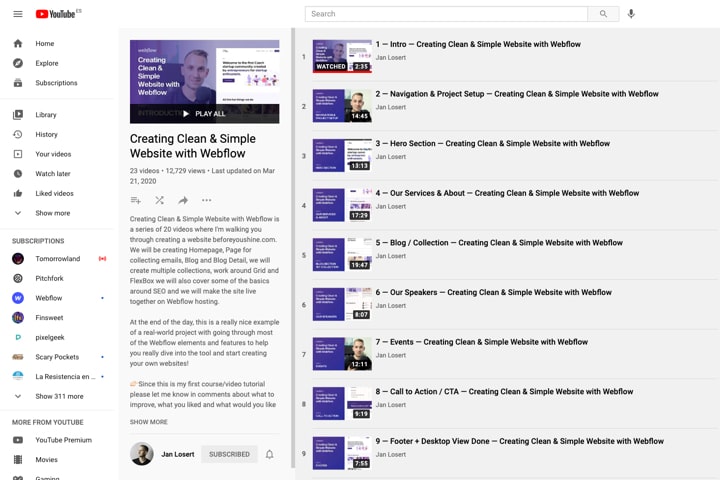 YouTube ES
Search
Home
Explore
Subscriptions
Library
History
Your videos
Watch later
Liked videos
Show more
SUBSCRIPTIONS
Tomorrowland
Pitchfork
Webflow
Finsweet
pixelgeek
Scary Pockets
La Resistencia en ...
Show 311 more
MORE FROM YOUTUBE
YouTube Premium
Movies
Gaming
webflow
Creating Clean &
Simple
Website with
Webflow
INTRODUCTION
PLAY ALL
Creating Clean & Simple
Website with Webflow
23 videos • 12,729 views • Last updated on Mar
21, 2020
Creating Clean & Simple Website with Webflow is
a series of 20 videos where I'm walking you
through creating a website beforeyoushine.com.
We will be creating Homepage, Page for
collecting emails, Blog and Blog Detail, we will
create multiple collections, work around Grid and
FlexBox we will also cover some of the basics
around SEO and we will make the site live
together on Webflow hosting.
At the end of the day, this is a really nice example
of a real-world project with going through most
of the Webflow elements and features to help
you really dive into the tool and start creating
your own websites!
Since this is my first course/video tutorial
please let me know in comments about what to
improve, what you liked and what would you like
SHOW MORE
Jan Losert
SUBSCRIBED
1
WATCHED
2:35
1 — Intro — Creating Clean & Simple Website with Webflow
Jan Losert
2
14:45
2 — Navigation & Project Setup — Creating Clean & Simple Website with Webflow
Jan Losert
3
13:13
3 — Hero Section — Creating Clean & Simple Website with Webflow
Jan Losert
4
17:29
4 — Our Services & About — Creating Clean & Simple Website with Webflow
Jan Losert
5
19:47
5 — Blog / Collection — Creating Clean & Simple Website with Webflow
Jan Losert
6
8:07
6 — Our Speakers — Creating Clean & Simple Website with Webflow
Jan Losert
7
12:11
7 — Events — Creating Clean & Simple Website with Webflow
Jan Losert
8
9:19
8 — Call to Action / CTA — Creating Clean & Simple Website with Webflow
Jan Losert
9
7:55
9 — Footer + Desktop View Done — Creating Clean & Simple Website with Webflow
Jan Losert